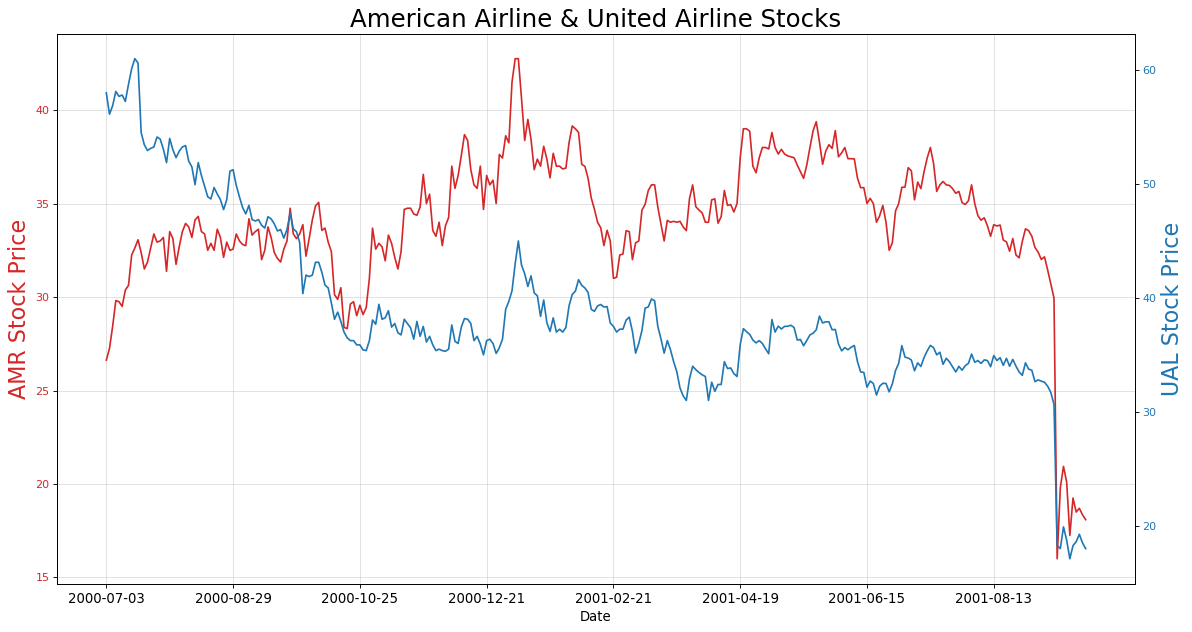 American Airline & United Airline Stocks
AMR Stock Price
40
35
30
25
20
15
60
50
40
30
20
UAL Stock Price
2000-07-03 2000-08-29 2000-10-25 2000-12-21 2001-02-21 2001-04-19 2001-06-15 2001-08-13
Date